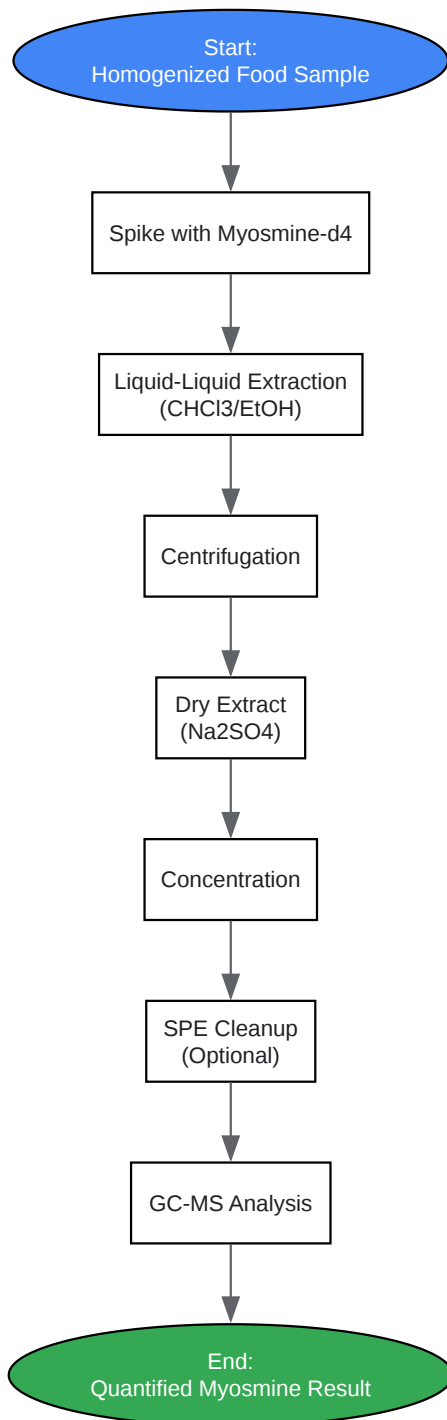 Start:
Homogenized Food Sample
Spike with Myosmine-d4
Liquid-Liquid Extraction
(CHCl3/EtOH)
Centrifugation
Dry Extract
(Na2SO4)
Concentration
SPE Cleanup
(Optional)
GC-MS Analysis
End:
Quantified Myosmine Result